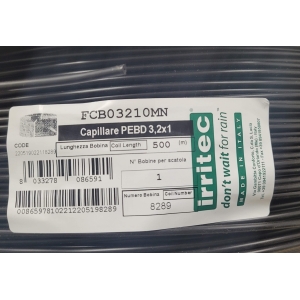 FCB03210MN
Capillare PEBD 3,2x1
CODE
Lunghezza Bobina
Coil Length
500 (m)
N° Bobine per scatola
1
8 033278 086591
Numero Bobina
Coil Number
8289
00865978102212205198289
irritec
don't wait for rain
MADE IN ITALY